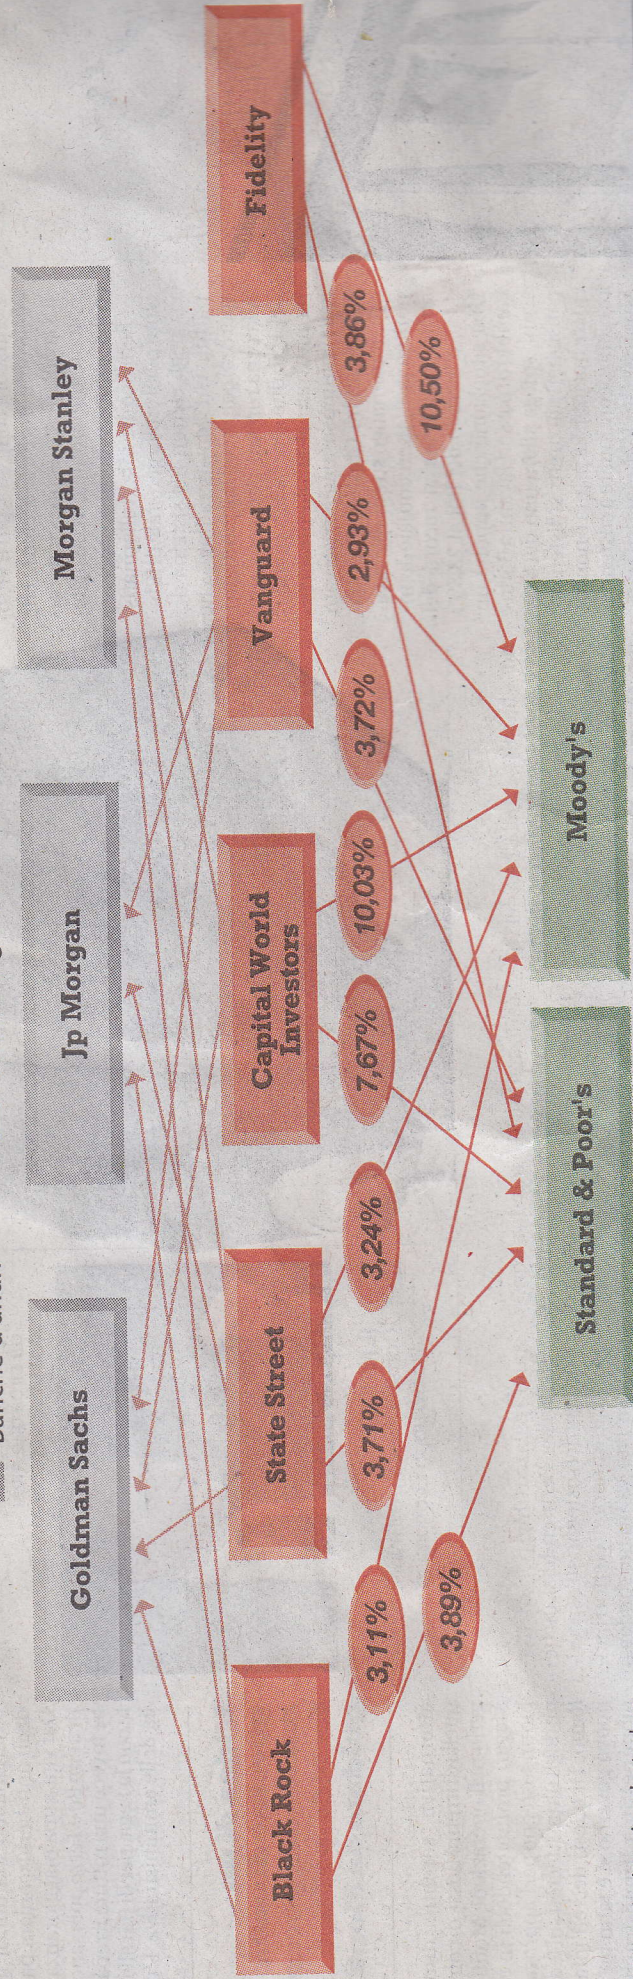 Goldman Sachs
Jp Morgan
Morgan Stanley
Black Rock
State Street
Capital World
Investors
Vanguard
Fidelity
3,11%
3,71%
3,24%
7,67%
10,03%
3,72%
2,93%
3,86%
3,89%
10,50%
Standard & Poor's
Moody's